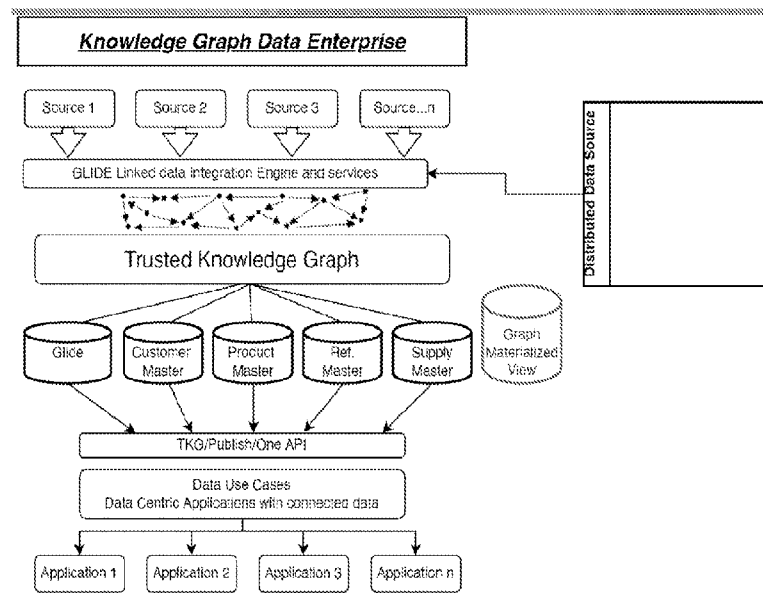 Knowledge Graph Data Enterprise
Source 1
Source 2
Source 3
Source...n
Distributed Data Source
GLIDE Linked data Integration Engine and services
Trusted Knowledge Graph
Glide
Customer
Master
Product
Master
Ref.
Master
Supply
Master
Graph
Materialized
View
TKG/Publish/One API
Data Use Cases
Data Centric Applications with connected data
Application 1
Application 2
Application 3
Application n